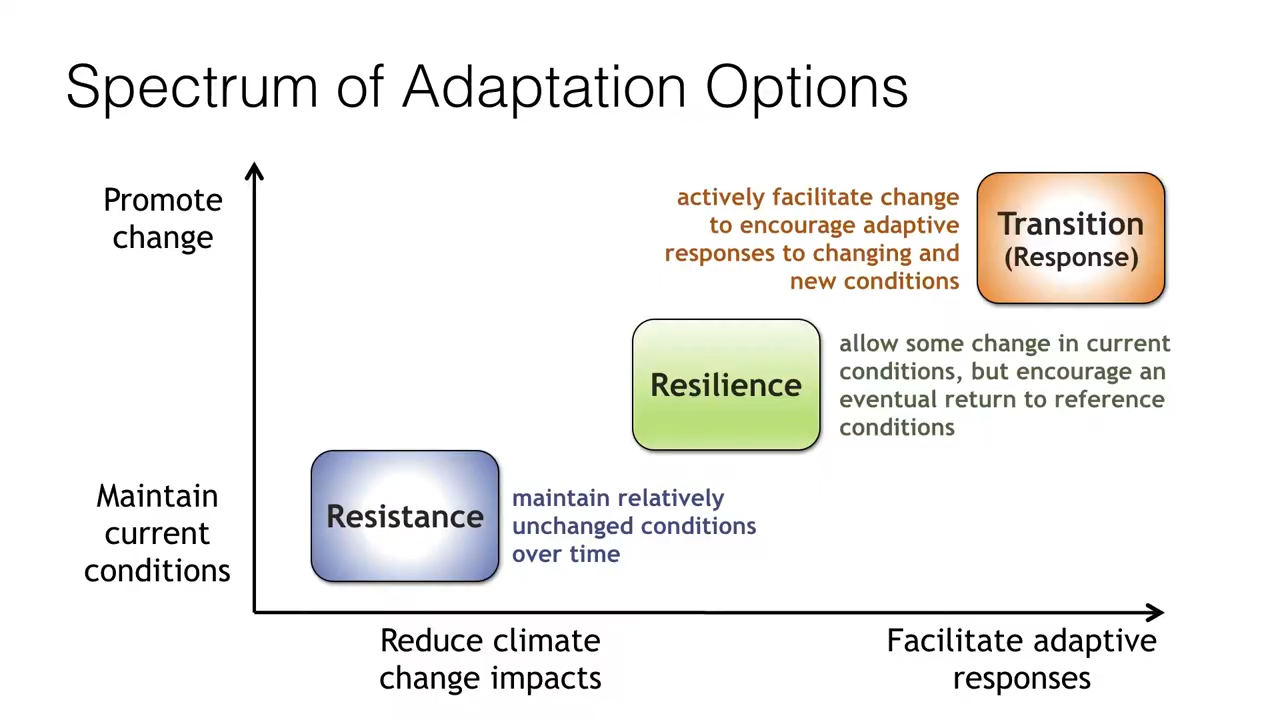 Spectrum of Adaptation Options
Promote
change
actively facilitate change
to encourage adaptive
responses to changing and
new conditions
Transition
(Response)
Resilience
allow some change in current
conditions, but encourage an
eventual return to reference
conditions
Maintain
current
conditions
Resistance
maintain relatively
unchanged conditions
over time
Reduce climate
change impacts
Facilitate adaptive
responses